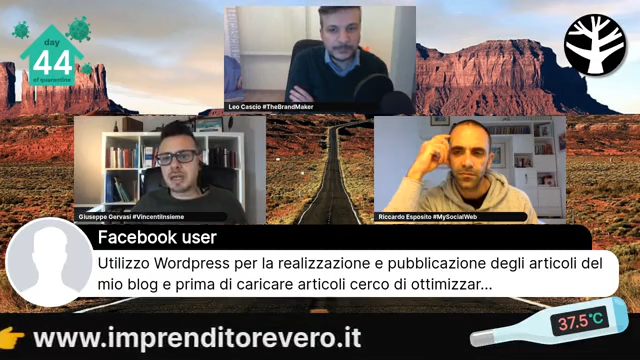 day
44
of quarantine
Leo Cascio #TheBrandMaker
Giuseppe Gervasi #VincentiInsieme
Riccardo Esposito #MySocialWeb
Facebook user
Utilizzo Wordpress per la realizzazione e pubblicazione degli articoli del
mio blog e prima di caricare articoli cerco di ottimizzar...
👉 www.imprenditorevero.it
37.5°C